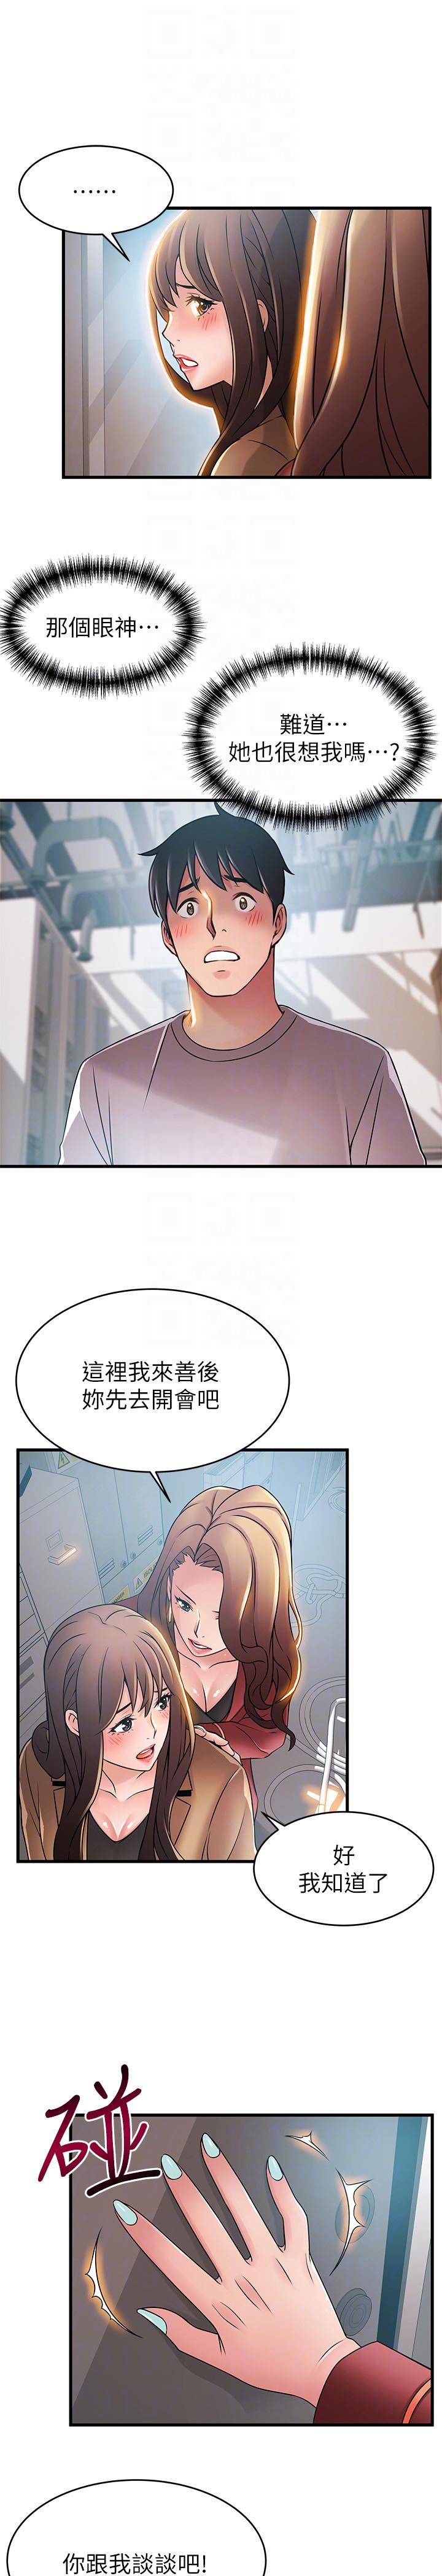 ……
那個眼神…
難道…
她也很想我嗎…?
這裡我來善後
妳先去開會吧
好
我知道了
碰
你跟我談談吧!